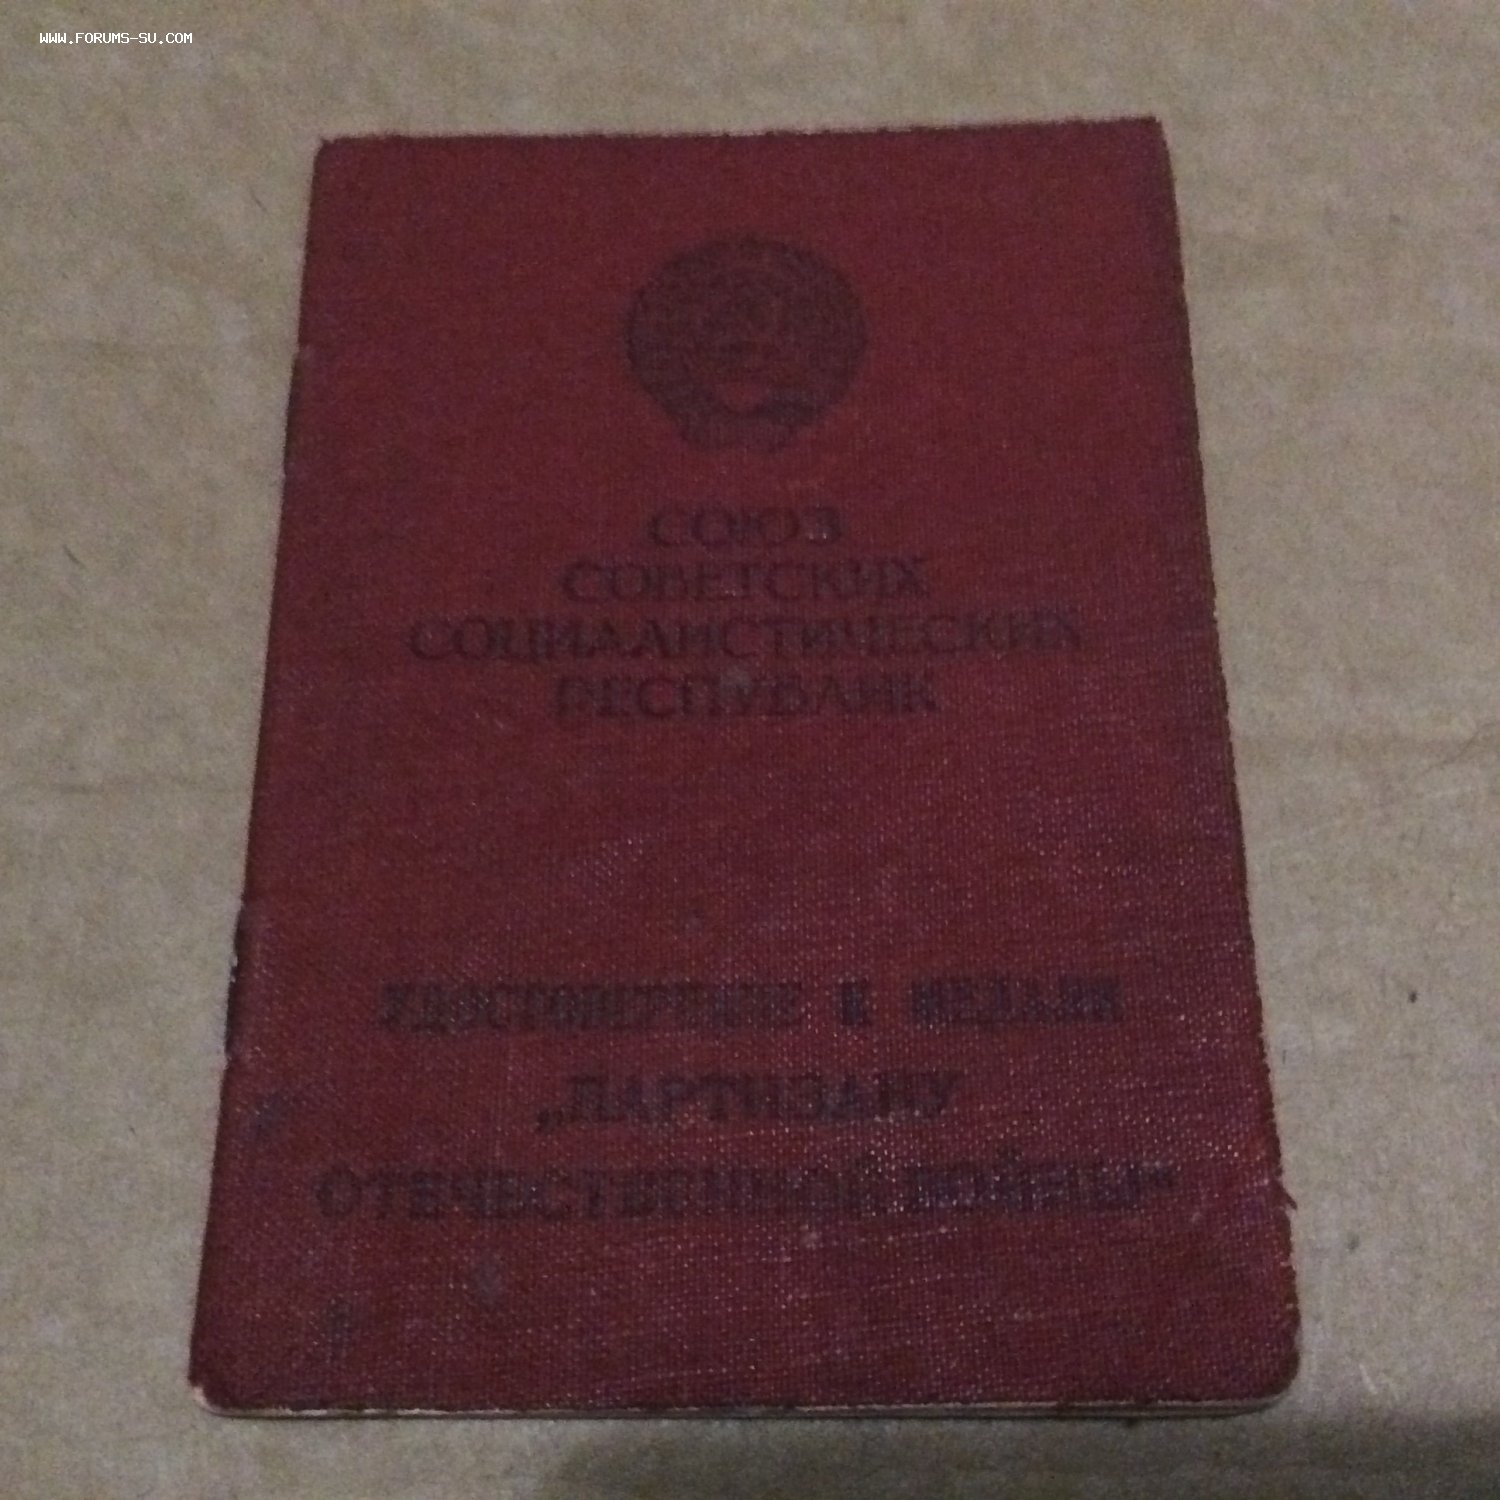 WWW.FORUMS-SU.COM
СОЮЗ
СОВЕТСКИХ
СОЦИАЛИСТИЧЕСКИХ
РЕСПУБЛИК
УДОСТОВЕРЕНИЕ К МЕДАЛИ
„ПАРТИЗАНУ
ОТЕЧЕСТВЕННОЙ ВОЙНЫ“